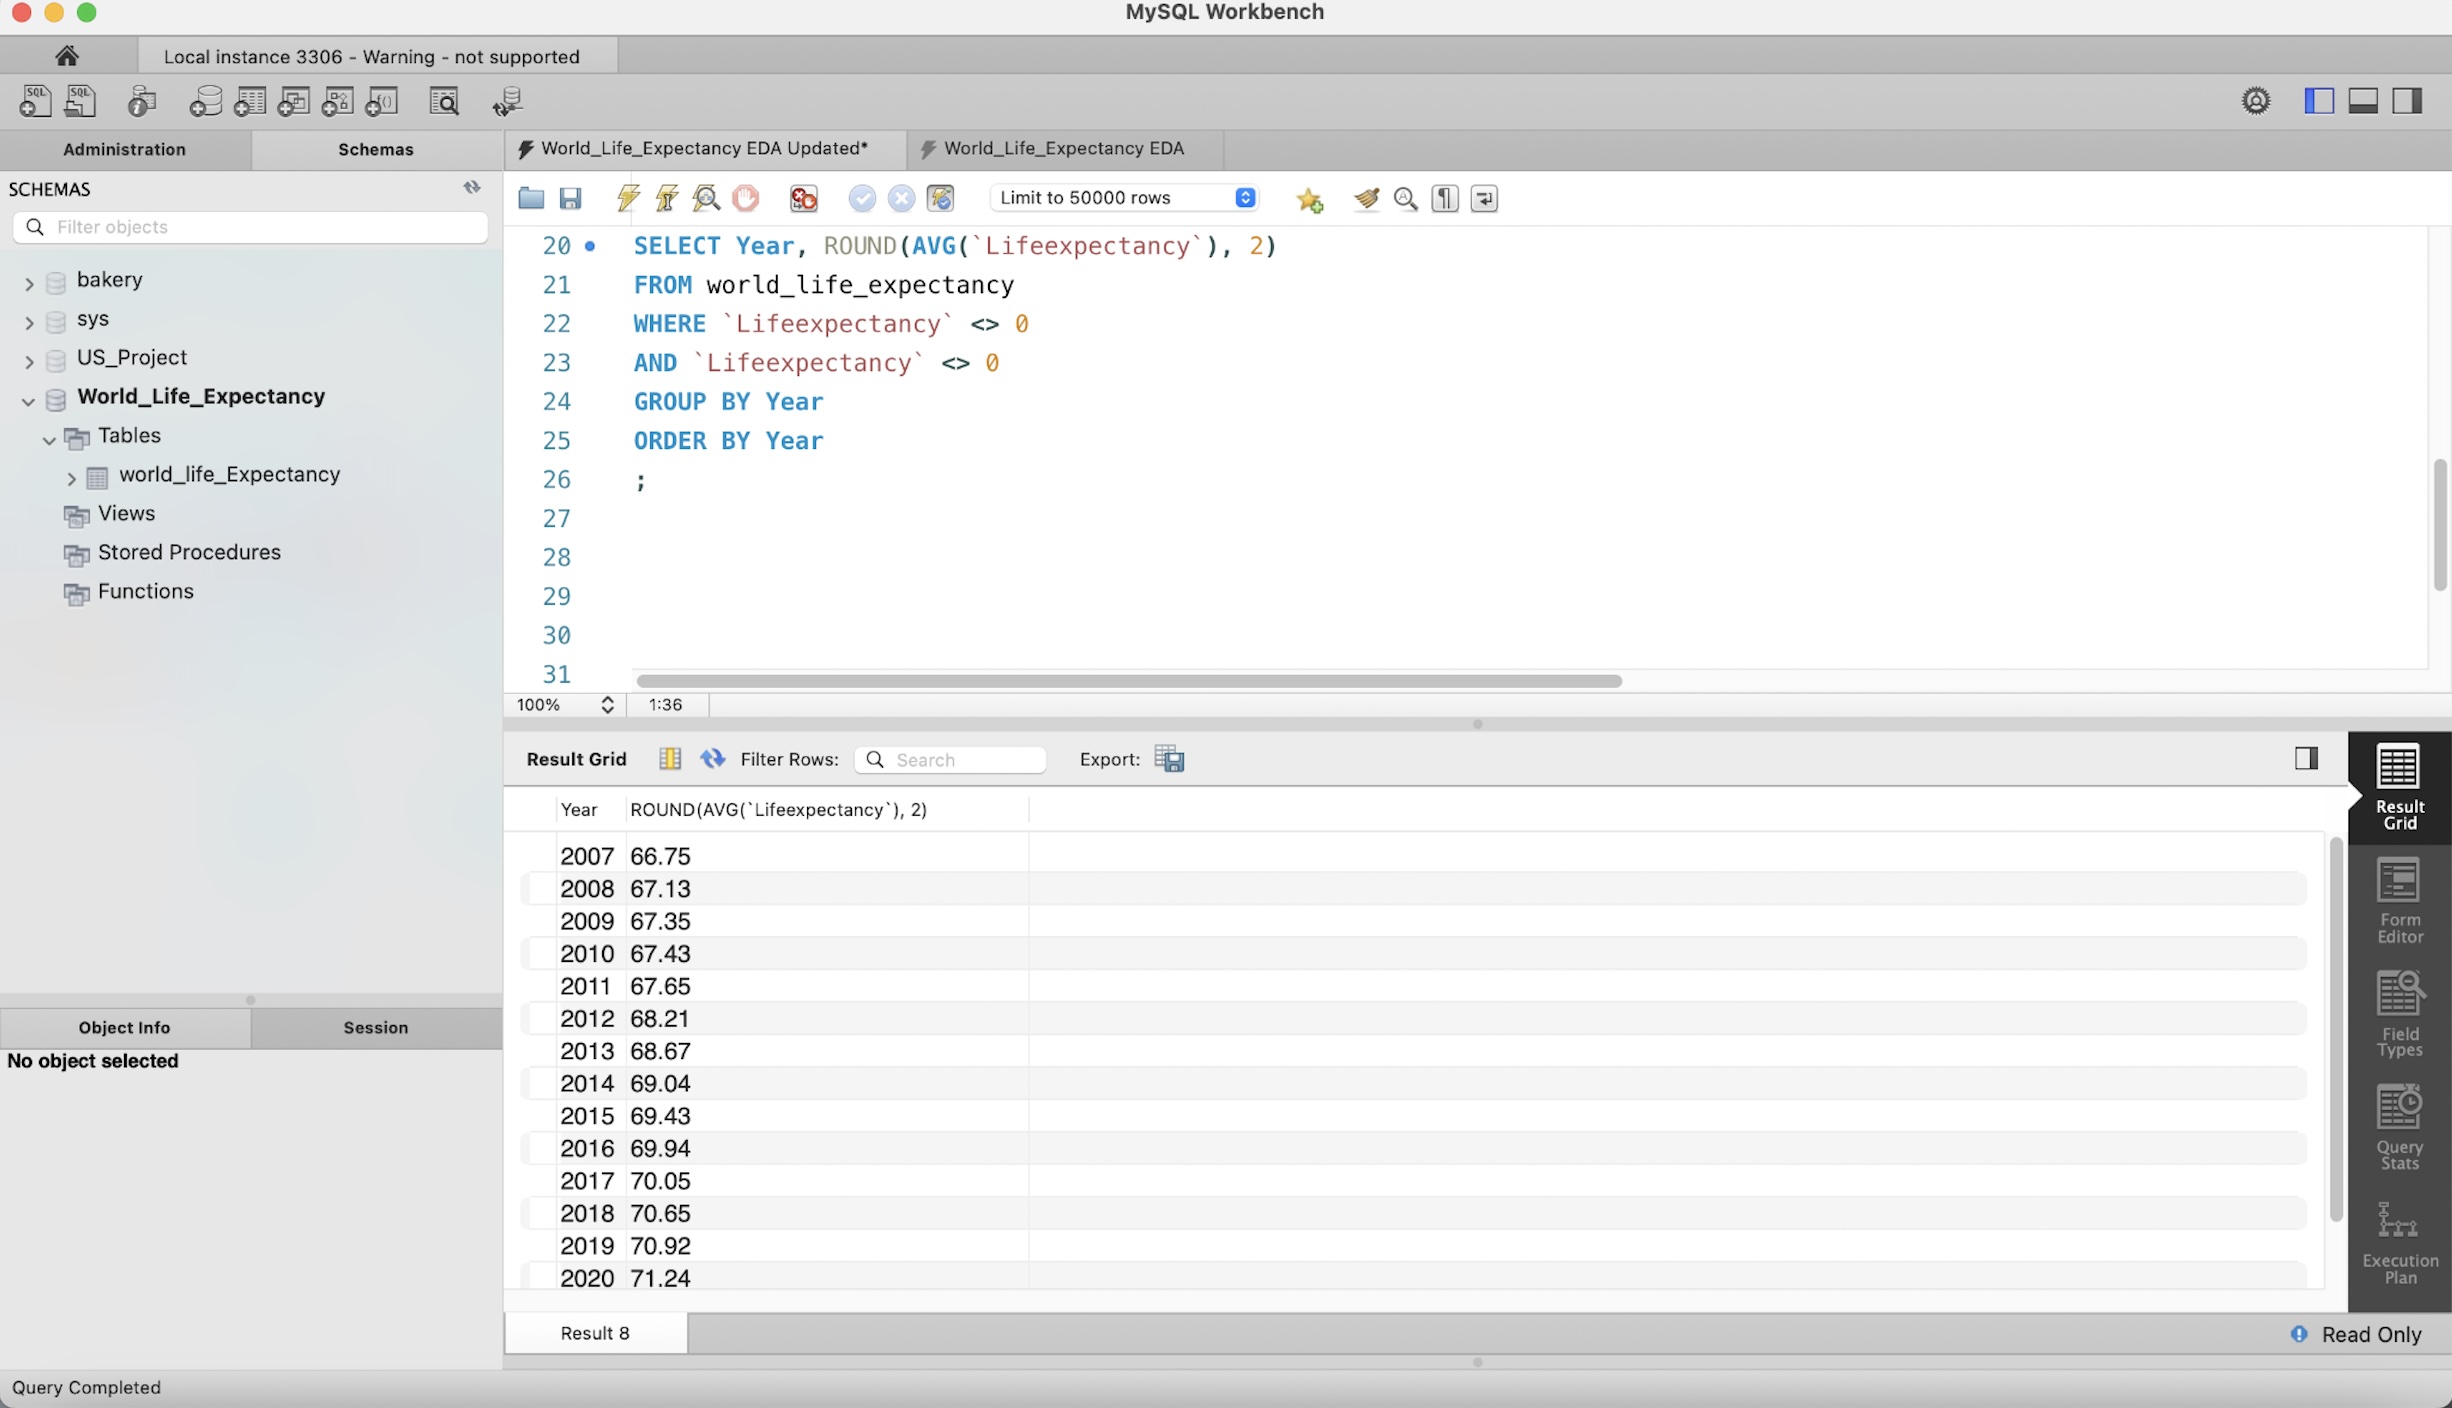 MySQL Workbench
Local instance 3306 - Warning - not supported
Administration
Schemas
World_Life_Expectancy EDA Updated*
World_Life_Expectancy EDA
SCHEMAS
Filter objects
bakery
sys
US_Project
World_Life_Expectancy
Tables
world_life_Expectancy
Views
Stored Procedures
Functions
Object Info
Session
No object selected
Limit to 50000 rows
20 SELECT Year, ROUND(AVG(`Lifeexpectancy`), 2)
21 FROM world_life_expectancy
22 WHERE `Lifeexpectancy` <> 0
23 AND `Lifeexpectancy` <> 0
24 GROUP BY Year
25 ORDER BY Year
26 ;
27
28
29
30
31
100% 1:36
Result Grid Filter Rows: Search Export:
Year ROUND(AVG(`Lifeexpectancy`), 2)
2007 66.75
2008 67.13
2009 67.35
2010 67.43
2011 67.65
2012 68.21
2013 68.67
2014 69.04
2015 69.43
2016 69.94
2017 70.05
2018 70.65
2019 70.92
2020 71.24
Result
Grid
Form
Editor
Field
Types
Query
Stats
Execution
Plan
Result 8
Read Only
Query Completed